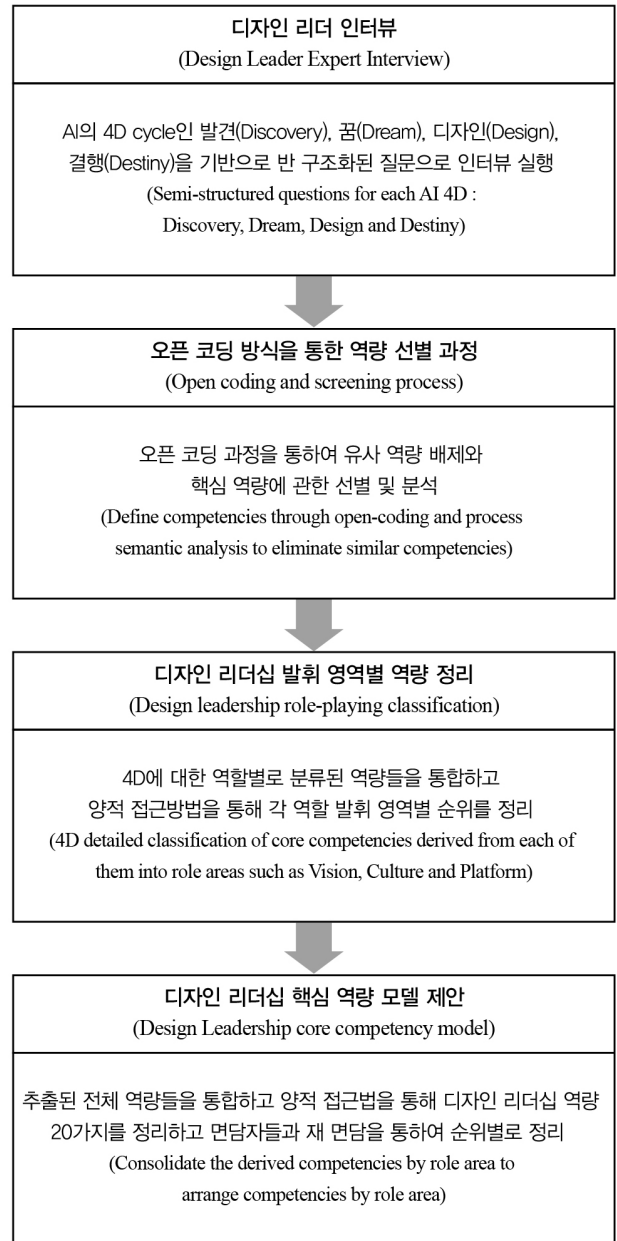 디자인 리더 인터뷰
(Design Leader Expert Interview)
AI의 4D cycle인 발견(Discovery), 꿈(Dream), 디자인(Design),
결행(Destiny)을 기반으로 반 구조화된 질문으로 인터뷰 실행
(Semi-structured questions for each AI 4D :
Discovery, Dream, Design and Destiny)
오픈 코딩 방식을 통한 역량 선별 과정
(Open coding and screening process)
오픈 코딩 과정을 통하여 유사 역량 배제와
핵심 역량에 관한 선별 및 분석
(Define competencies through open-coding and process
semantic analysis to eliminate similar competencies)
디자인 리더십 발휘 영역별 역량 정리
(Design leadership role-playing classification)
4D에 대한 역할별로 분류된 역량들을 통합하고
양적 접근방법을 통해 각 역할 발휘 영역별 순위를 정리
(4D detailed classification of core competencies derived from each of
them into role areas such as Vision, Culture and Platform)
디자인 리더십 핵심 역량 모델 제안
(Design Leadership core competency model)
추출된 전체 역량들을 통합하고 양적 접근법을 통해 디자인 리더십 역량
20가지를 정리하고 면담자들과 재 면담을 통하여 순위별로 정리
(Consolidate the derived competencies by role area to
arrange competencies by role area)